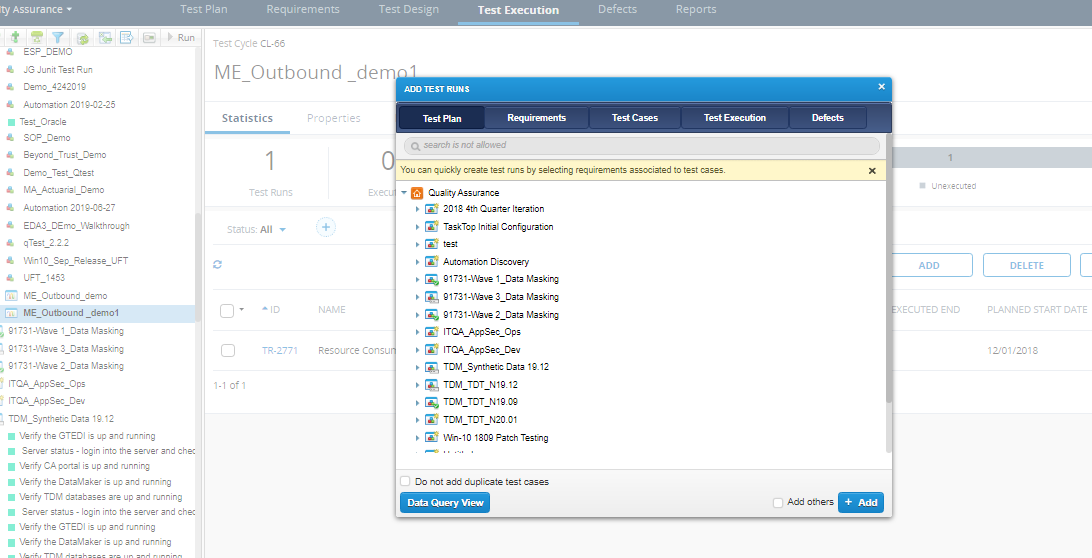 ity Assurance
Test Plan
Requirements
Test Design
Test Execution
Defects
Reports
Run
ESP_DEMO
JG Junit Test Run
Demo_4242019
Automation 2019-02-25
Test_Oracle
SOP_Demo
Beyond_Trust_Demo
Demo_Test_Qtest
MA_Actuarial_Demo
Automation 2019-06-27
EDA3_DEmo_Walkthrough
qTest_2.2.2
Win10_Sep_Release_UFT
UFT_1453
ME_Outbound_demo
ME_Outbound _demo1
91731-Wave 1_Data Masking
91731-Wave 3_Data Masking
91731-Wave 2_Data Masking
ITQA_AppSec_Ops
ITQA_AppSec_Dev
TDM_Synthetic Data 19.12
Verify the GTEDI is up and running
Server status - login into the server and chec
Verify CA portal is up and running
Verify the DataMaker is up and running
Verify TDM databases are up and running
Server status - login into the server and chec
Verify the GTEDI is up and running
Verify the DataMaker is up and running
Verify TDM databases are up and running
Test Cycle CL-66
ME_Outbound _demo1
Statistics
Properties
1
Test Runs
0
Execu
1
Unexecuted
Status: All
ADD
DELETE
ID
NAME
EXECUTED END
PLANNED START DATE
TR-2771
Resource Consum
12/01/2018
1-1 of 1
ADD TEST RUNS
Test Plan
Requirements
Test Cases
Test Execution
Defects
search is not allowed
You can quickly create test runs by selecting requirements associated to test cases.
Quality Assurance
2018 4th Quarter Iteration
TaskTop Initial Configuration
test
Automation Discovery
91731-Wave 1_Data Masking
91731-Wave 3_Data Masking
91731-Wave 2_Data Masking
ITQA_AppSec_Ops
ITQA_AppSec_Dev
TDM_Synthetic Data 19.12
TDM_TDT_N19.12
TDM_TDT_N19.09
TDM_TDT_N20.01
Win-10 1809 Patch Testing
Do not add duplicate test cases
Data Query View
Add others
+ Add